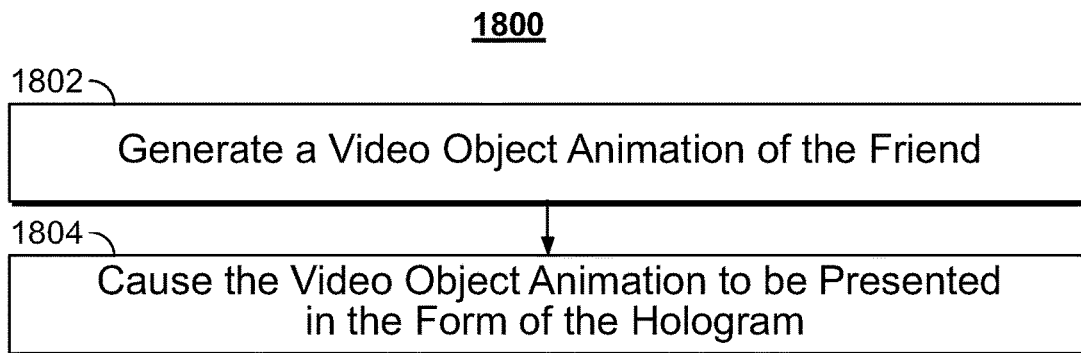 1800
1802
Generate a Video Object Animation of the Friend
1804
Cause the Video Object Animation to be Presented
in the Form of the Hologram